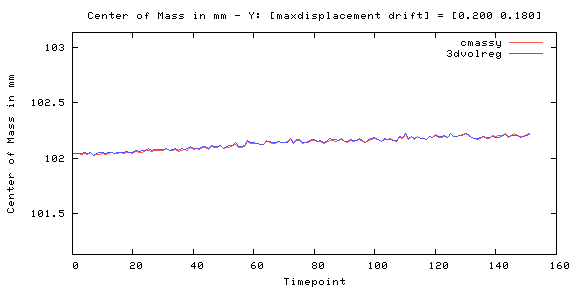 Center of Mass in mm - Y: [maxdisplacement drift] = [0.200 0.180]
103
cmassy
3dvolreg
102.5
Center of Mass in mm
102
101.5
0 20 40 60 80 100 120 140 160
Timepoint